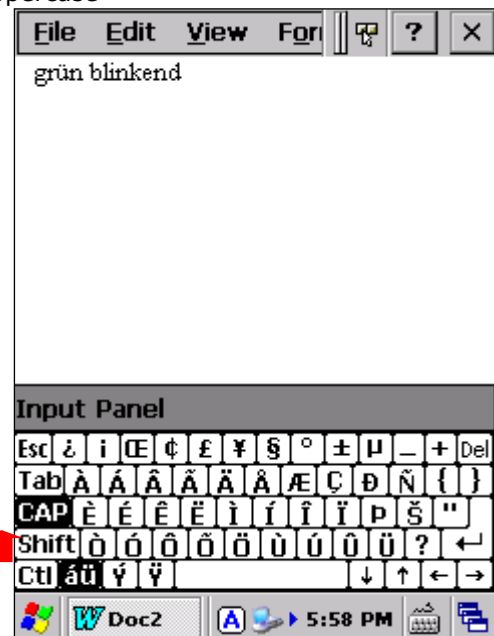 File Edit View For ? ×
grün blinkend
Input Panel
Esc ¿ ¡ Œ ¢ £ ¥ § º ± µ _ + Del
Tab À Á Â Ã Ä Å Æ Ç Ð Ñ { }
CAP È É Ê Ë Ì Í Î Ï Þ Š "
Shift Ò Ó Ô Õ Ö Ù Ú Û Ü ? ↵
Ctl áü Ý Ÿ ↓ ↑ ← →
Doc2 A 5:58 PM